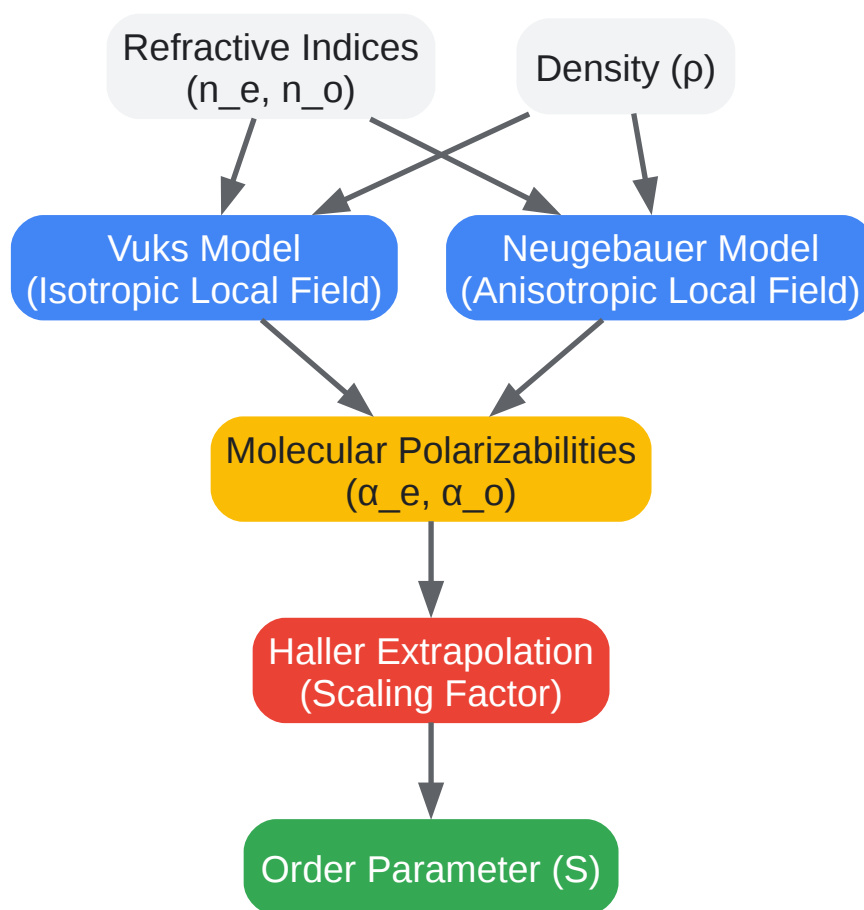 Refractive Indices
(n_e, n_o)
Density (ρ)
Vuks Model
(Isotropic Local Field)
Neugebauer Model
(Anisotropic Local Field)
Molecular Polarizabilities
(α_e, α_o)
Haller Extrapolation
(Scaling Factor)
Order Parameter (S)